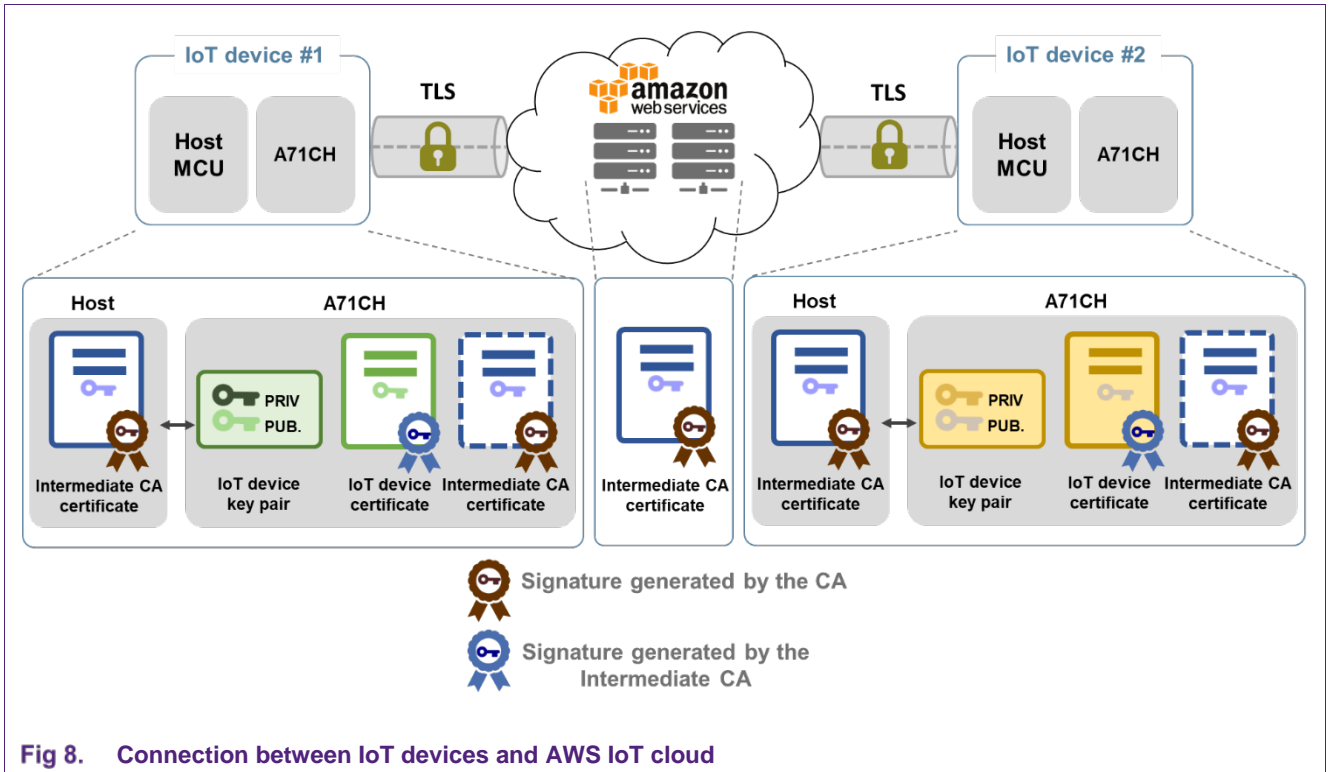 IoT device #1
IoT device #2
TLS
amazon
web services
TLS
Host
MCU
A71CH
Host
MCU
A71CH
Host
A71CH
Host
A71CH
PRIV
PUB.
PRIV
PUB.
Intermediate CA
certificate
IoT device
key pair
IoT device
certificate
Intermediate CA
certificate
Intermediate CA
certificate
Intermediate CA
certificate
IoT device
key pair
IoT device
certificate
Intermediate CA
certificate
Signature generated by the CA
Signature generated by the
Intermediate CA
Fig 8. Connection between IoT devices and AWS IoT cloud